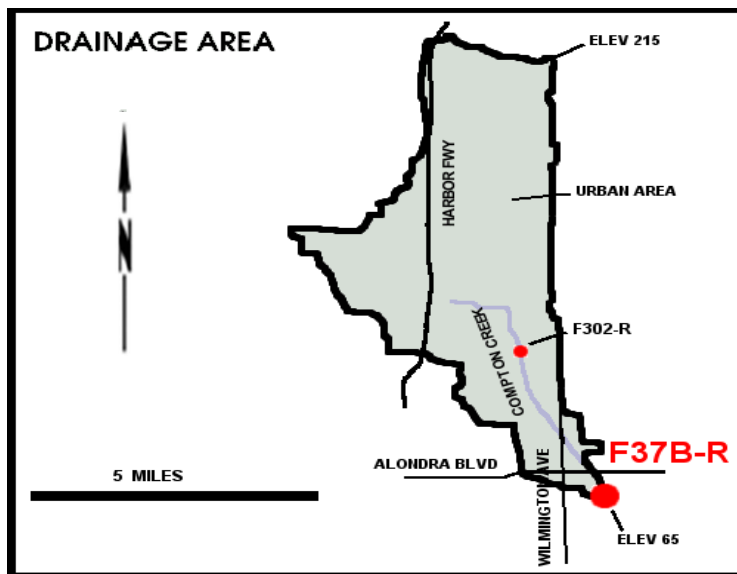 DRAINAGE AREA
ELEV 215
HARBOR FWY
URBAN AREA
N
F302-R
COMPTON CREEK
F37B-R
ALONDRA BLVD
5 MILES
WILMINGTON AVE
ELEV 65